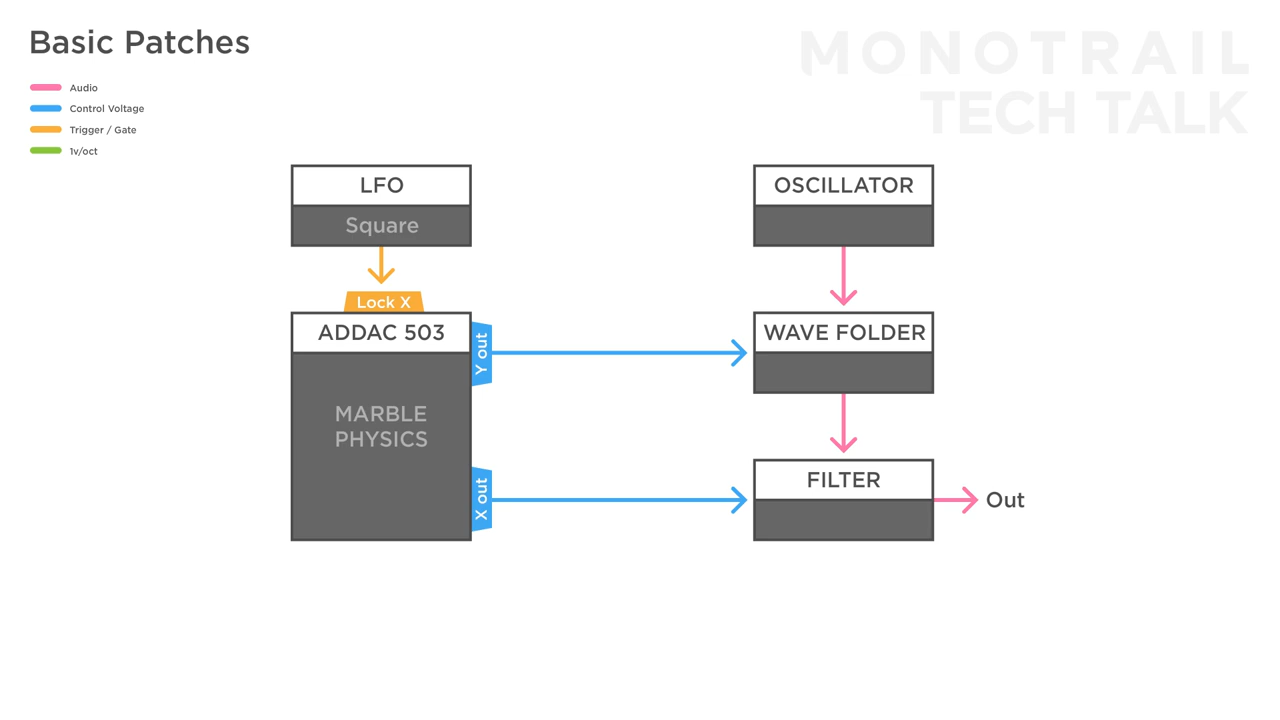 Basic Patches
MONOTRAIL
TECH TALK
Audio
Control Voltage
Trigger / Gate
1v/oct
LFO
Square
OSCILLATOR
Lock X
ADDAC 503
Y out
WAVE FOLDER
MARBLE
PHYSICS
X out
FILTER
Out